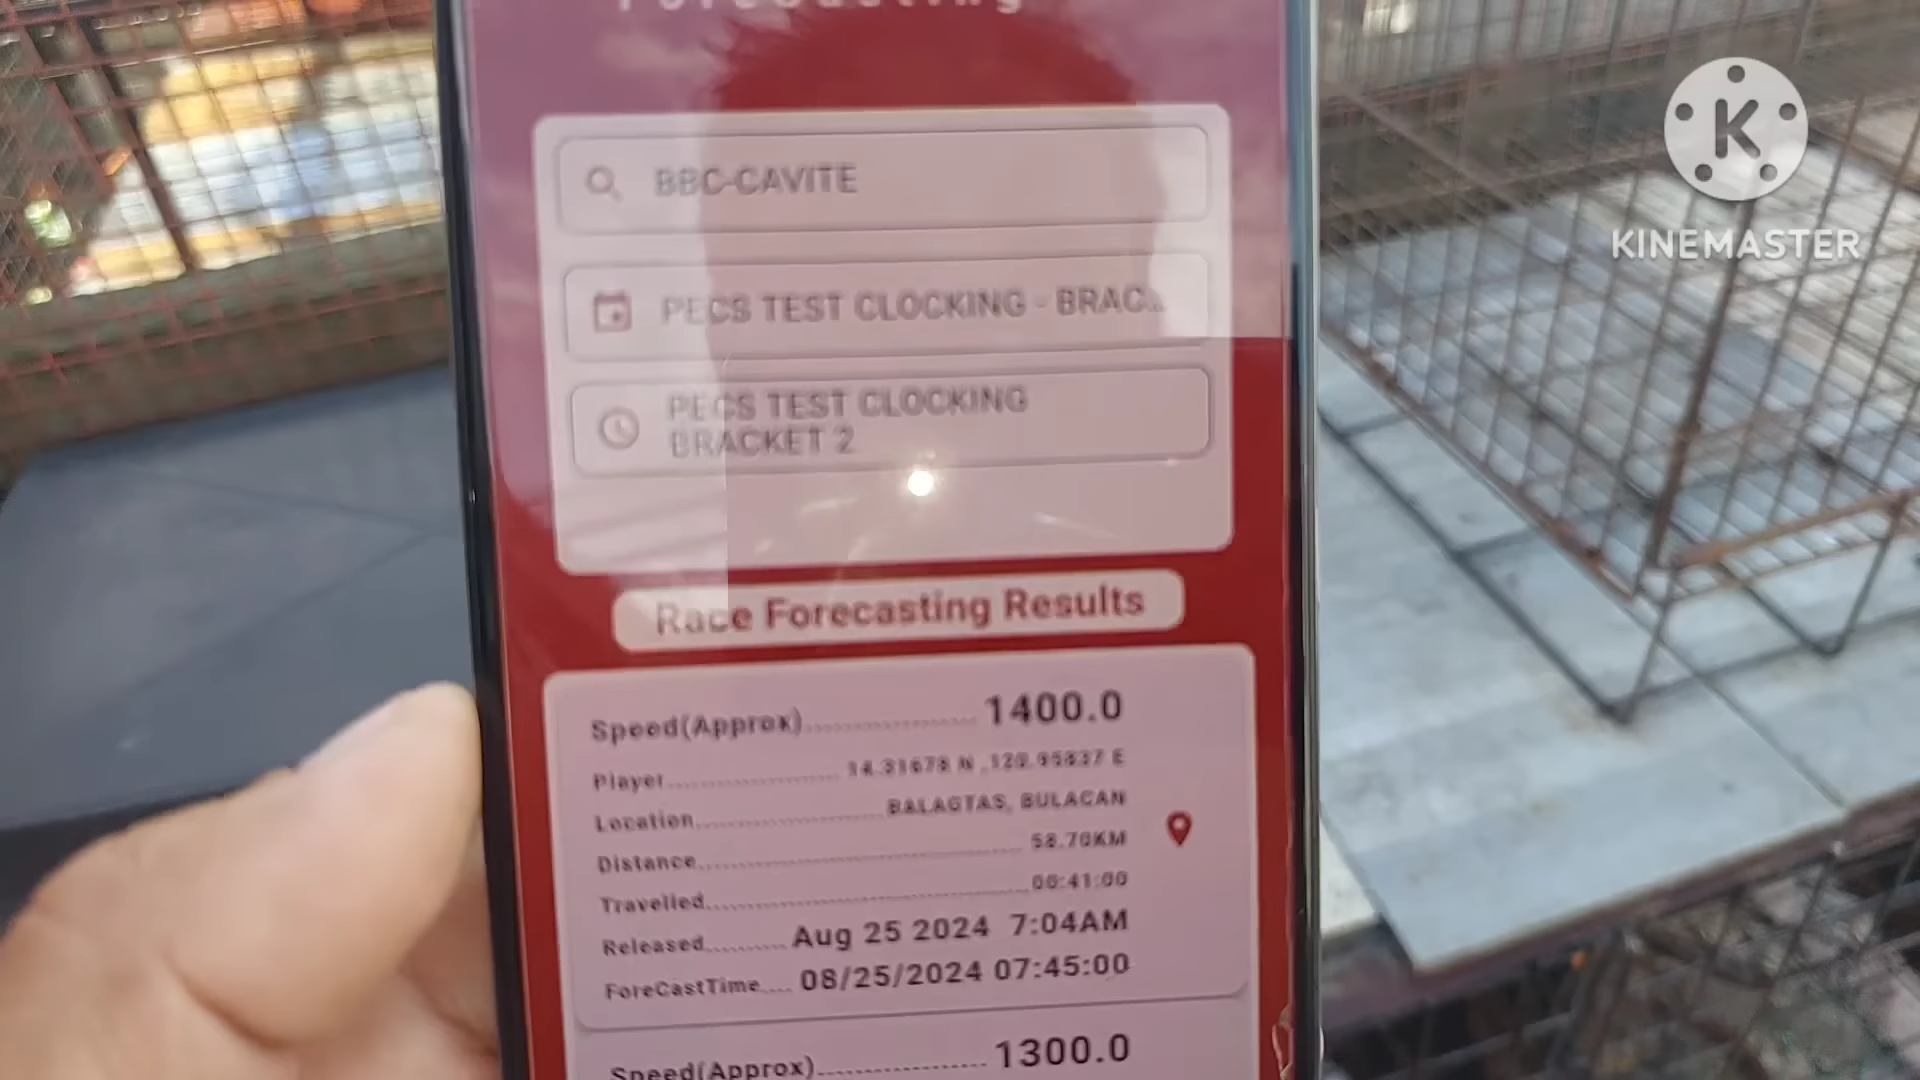 Forecasting
BBC-CAVITE
PECS TEST CLOCKING - BRAC...
PECS TEST CLOCKING
BRACKET 2
Race Forecasting Results
Speed(Approx)................... 1400.0
Player................... 14.31678 N ,120.95837 E
Location................... BALAGTAS, BULACAN
Distance................... 58.70KM
Travelled................... 00:41:00
Released.......... Aug 25 2024 7:04AM
ForeCastTime.... 08/25/2024 07:45:00
Speed(Approx)................... 1300.0
K
KINEMASTER